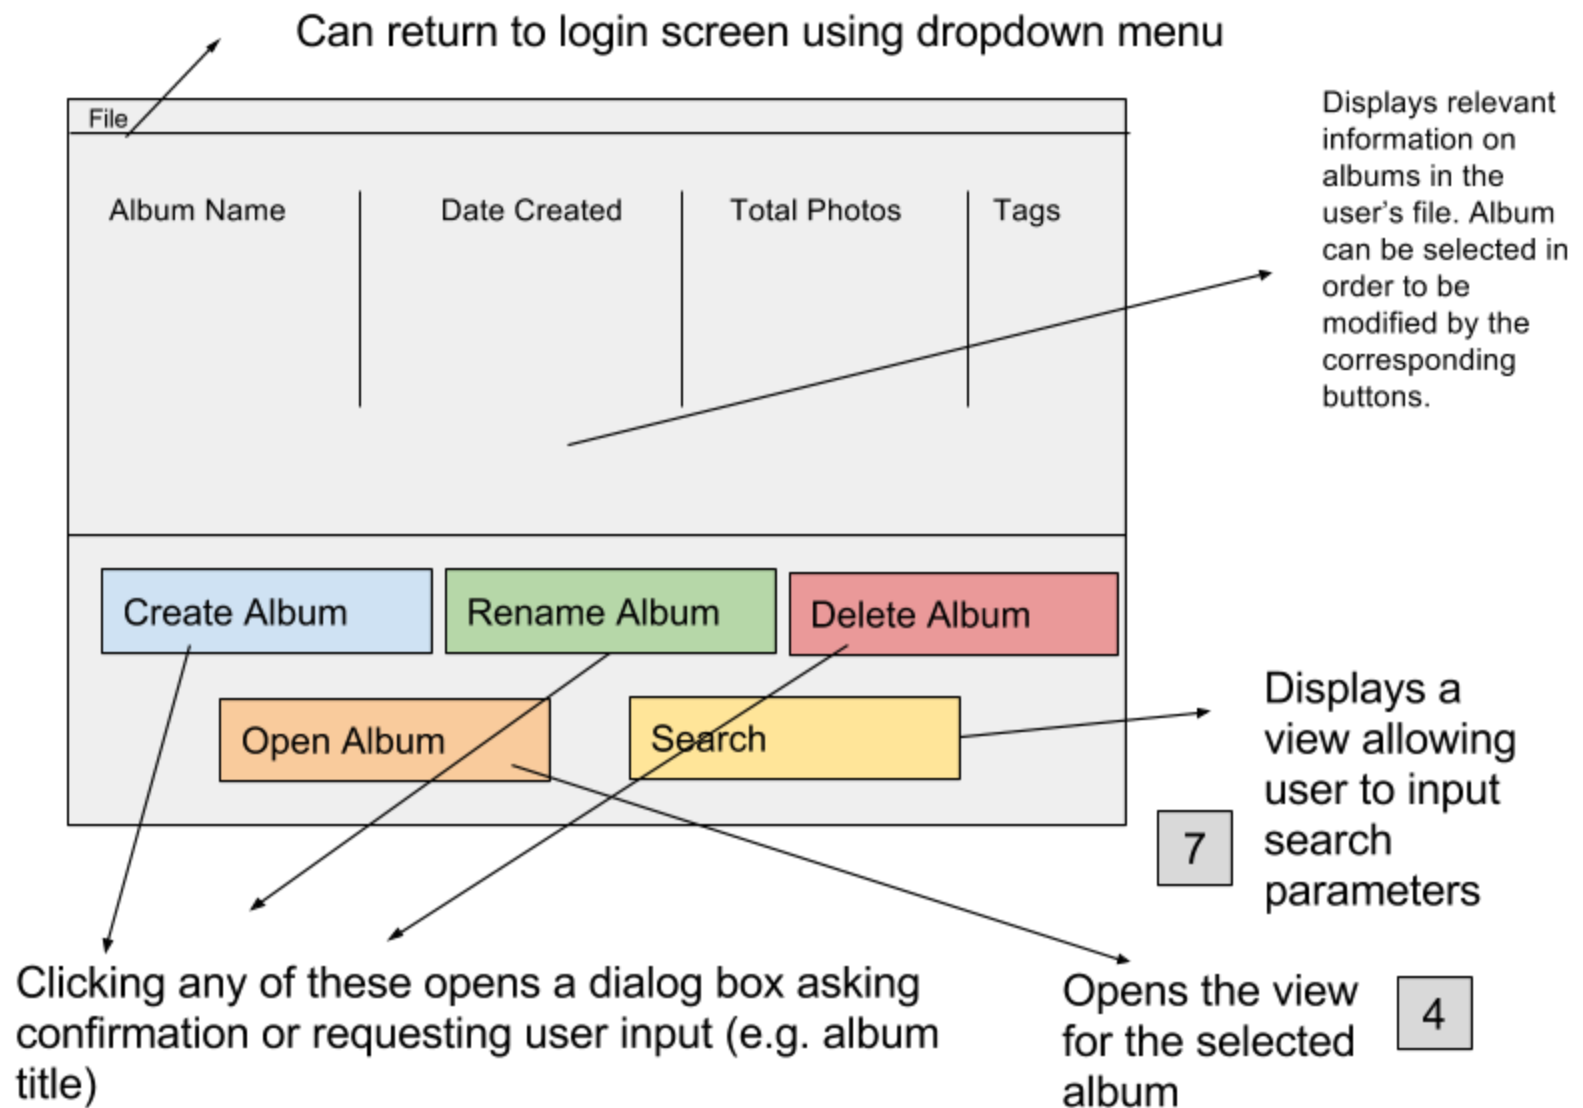 Can return to login screen using dropdown menu
File
Displays relevant
information on
albums in the
user's file. Album
can be selected in
order to be
modified by the
corresponding
buttons.
Album Name
Date Created
Total Photos
Tags
Create Album
Rename Album
Delete Album
Open Album
Search
Displays a
view allowing
user to input
search
parameters
7
Clicking any of these opens a dialog box asking
confirmation or requesting user input (e.g. album
title)
Opens the view
for the selected
album
4